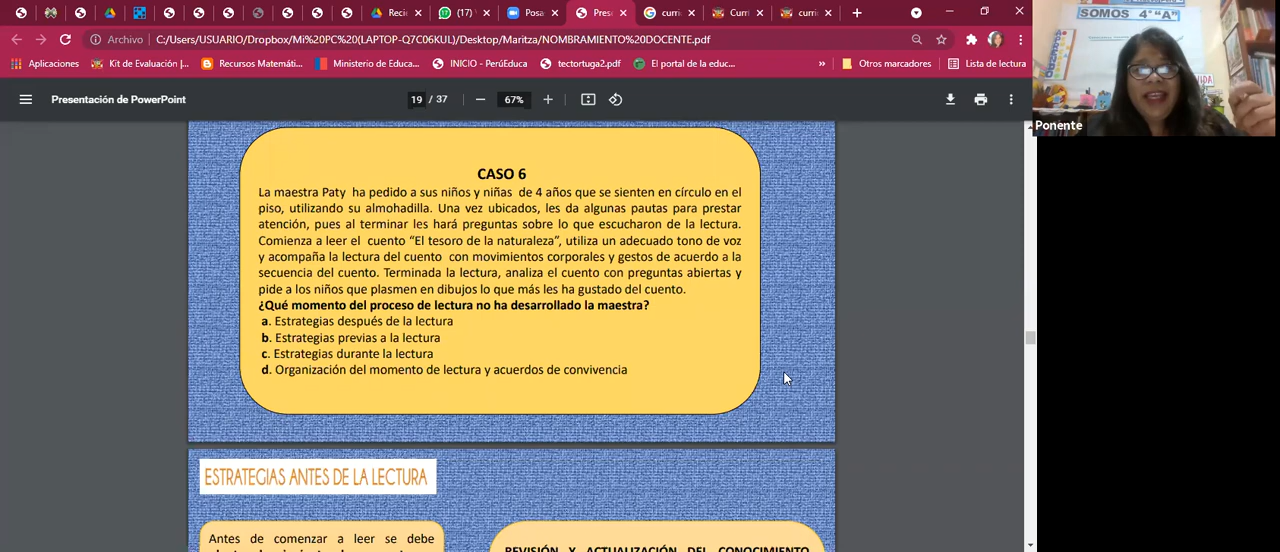 Recie
(17)
Posa
Pres
curric
Curr
curric
Archivo
C:/Users/USUARIO/Dropbox/Mi%20PC%20(LAPTOP-Q7C06KUL)/Desktop/Maritza/NOMBRAMIENTO%20DOCENTE.pdf
Aplicaciones
Kit de Evaluación |...
Recursos Matemáti...
Ministerio de Educa...
INICIO - PerúEduca
tectortuga2.pdf
El portal de la educ...
»
Otros marcadores
Lista de lectura
Presentación de PowerPoint
19 / 37
67%
SOMOS 4° "A"
Ponente
CASO 6
La maestra Paty ha pedido a sus niños y niñas de 4 años que se sienten en círculo en el
piso, utilizando su almohadilla. Una vez ubicados, les da algunas pautas para prestar
atención, pues al terminar les hará preguntas sobre lo que escucharon de la lectura.
Comienza a leer el cuento “El tesoro de la naturaleza”, utiliza un adecuado tono de voz
y acompaña la lectura del cuento con movimientos corporales y gestos de acuerdo a la
secuencia del cuento. Terminada la lectura, analiza el cuento con preguntas abiertas y
pide a los niños que plasmen en dibujos lo que más les ha gustado del cuento.
¿Qué momento del proceso de lectura no ha desarrollado la maestra?
a. Estrategias después de la lectura
b. Estrategias previas a la lectura
c. Estrategias durante la lectura
d. Organización del momento de lectura y acuerdos de convivencia
ESTRATEGIAS ANTES DE LA LECTURA
Antes de comenzar a leer se debe
REVISIÓN Y ACTUALIZACIÓN DEL CONOCIMIENTO